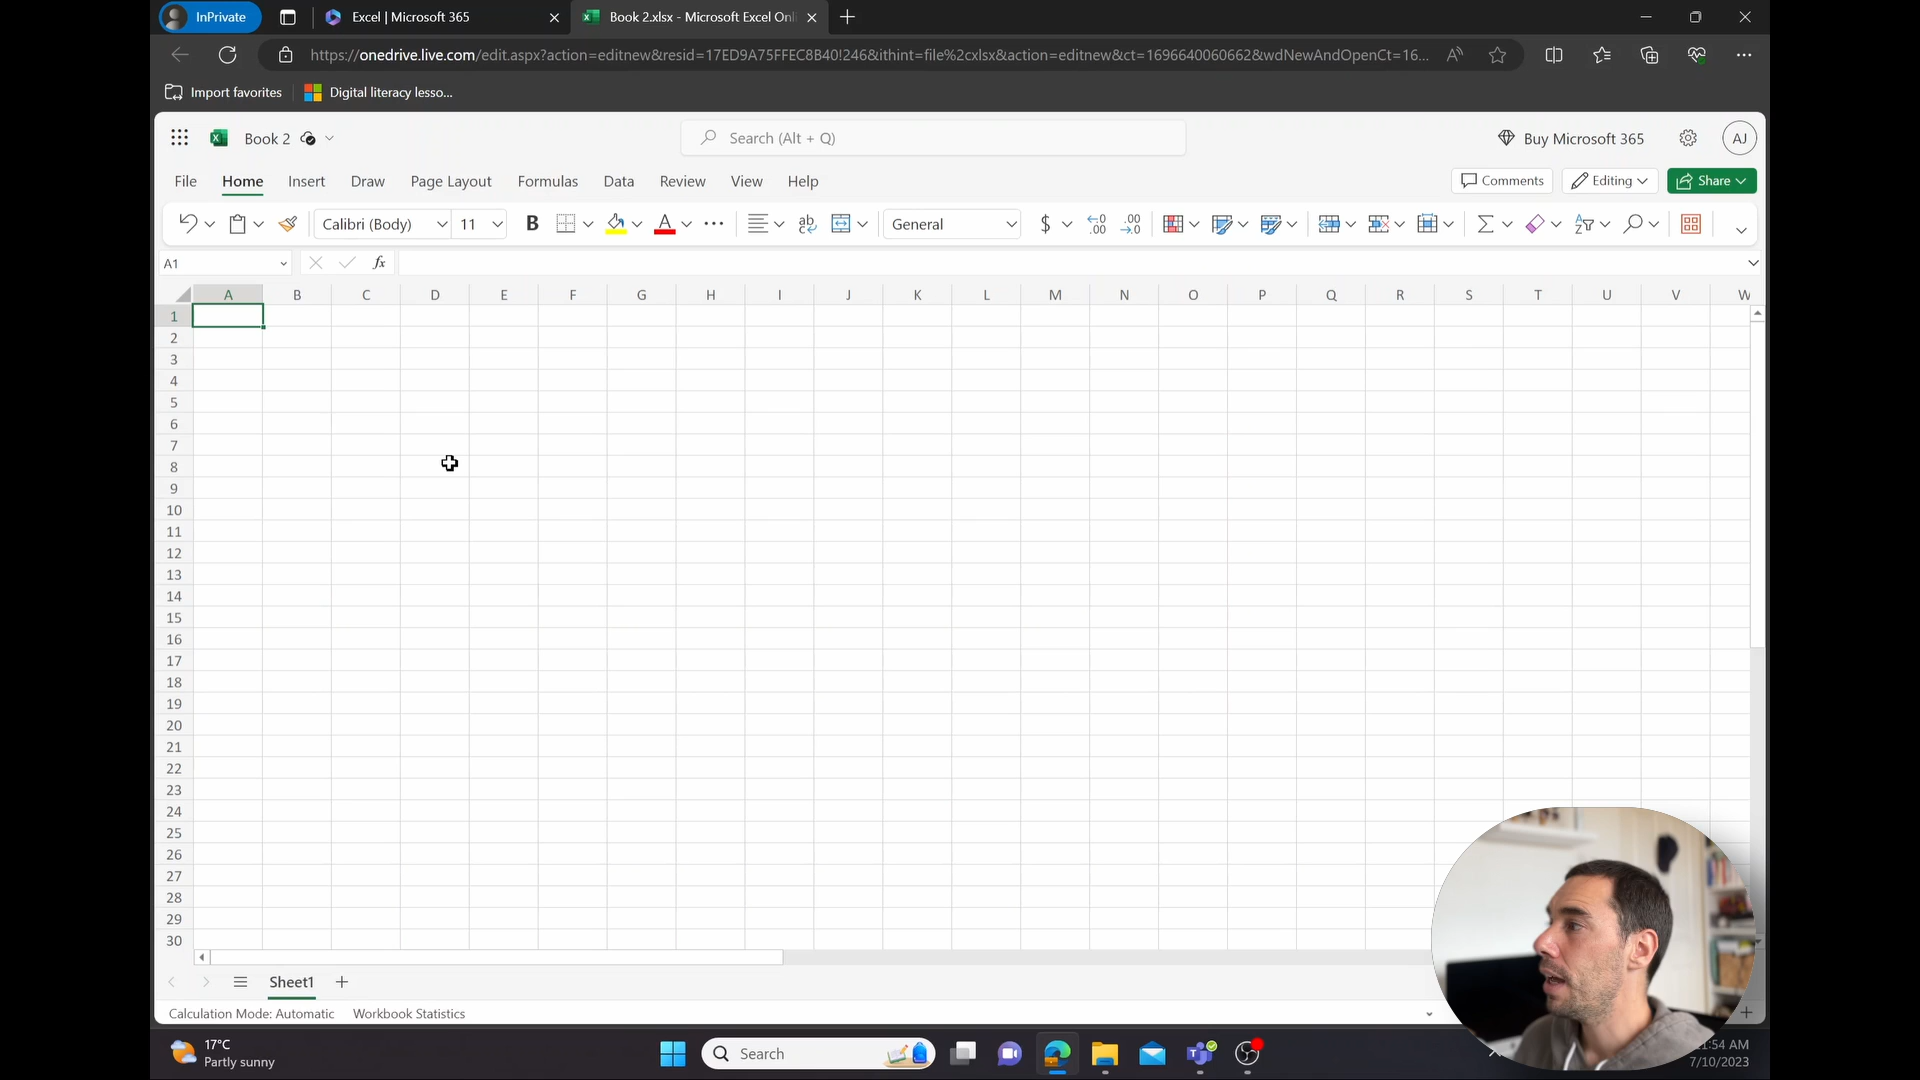 InPrivate
Excel | Microsoft 365
Book 2.xlsx - Microsoft Excel Onl
https://onedrive.live.com/edit.aspx?action=editnew&resid=17ED9A75FFEC8B40!246&ithint=file%2cxlsx&action=editnew&ct=1696640060662&wdNewAndOpenCt=16...
Import favorites
Digital literacy lesso...
Book 2
Search (Alt + Q)
Buy Microsoft 365
AJ
File Home Insert Draw Page Layout Formulas Data Review View Help
Comments
Editing
Share
Calibri (Body)
11
B
A
ab
General
$
A1
fx
A B C D E F G H I J K L M N O P Q R S T U V W
1
2
3
4
5
6
7
8
9
10
11
12
13
14
15
16
17
18
19
20
21
22
23
24
25
26
27
28
29
30
Sheet1
Calculation Mode: Automatic
Workbook Statistics
17°C
Partly sunny
Search
:54 AM
7/10/2023